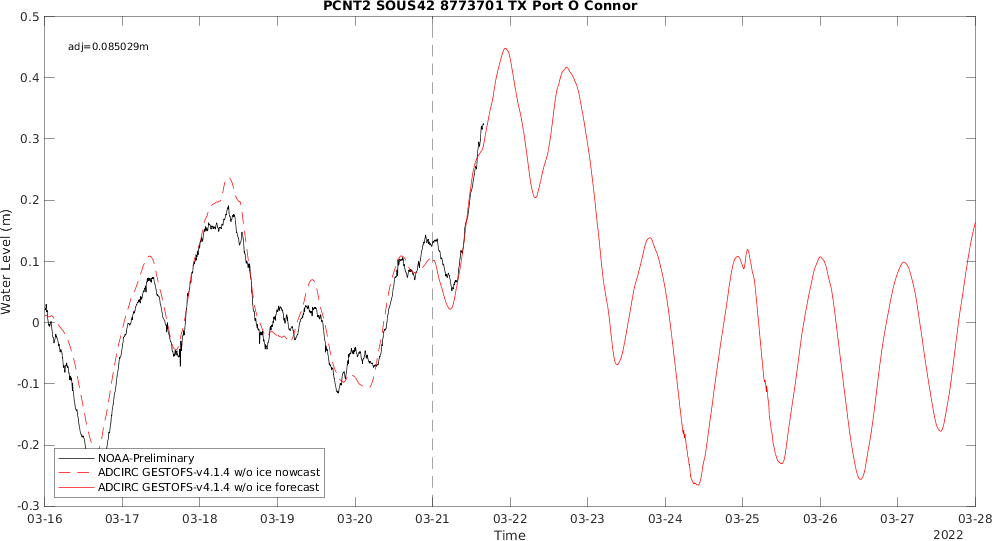 PCNT2 SOUS42 8773701 TX Port O Connor
adj=0.085029m
Water Level (m)
0.5
0.4
0.3
0.2
0.1
0
-0.1
-0.2
-0.3
NOAA-Preliminary
ADCIRC GESTOFS-v4.1.4 w/o ice nowcast
ADCIRC GESTOFS-v4.1.4 w/o ice forecast
03-16 03-17 03-18 03-19 03-20 03-21 03-22 03-23 03-24 03-25 03-26 03-27 03-28
Time
2022